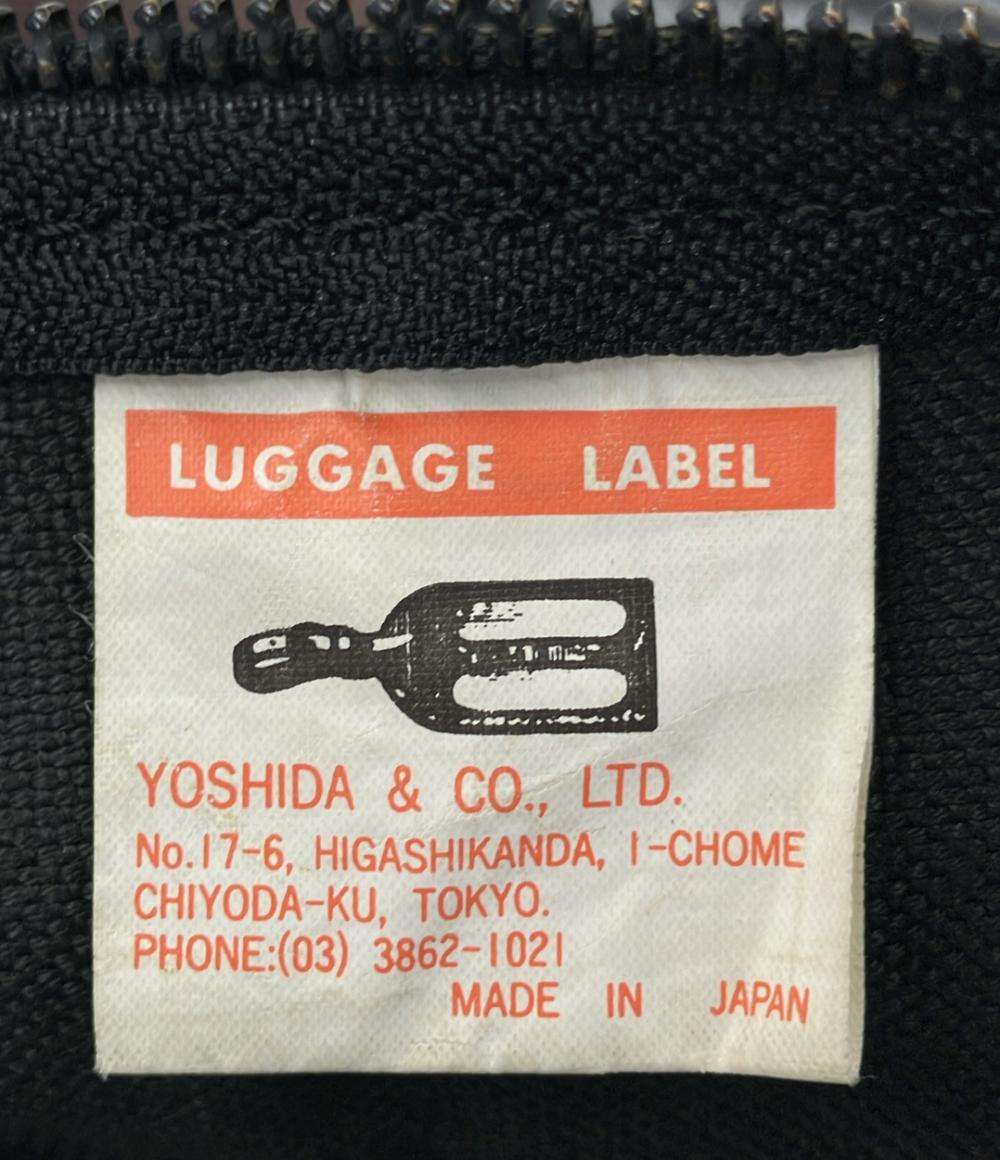 LUGGAGE LABEL
YOSHIDA & CO., LTD.
No.17-6, HIGASHIKANDA, 1-CHOME
CHIYODA-KU, TOKYO.
PHONE:(03) 3862-1021
MADE IN JAPAN